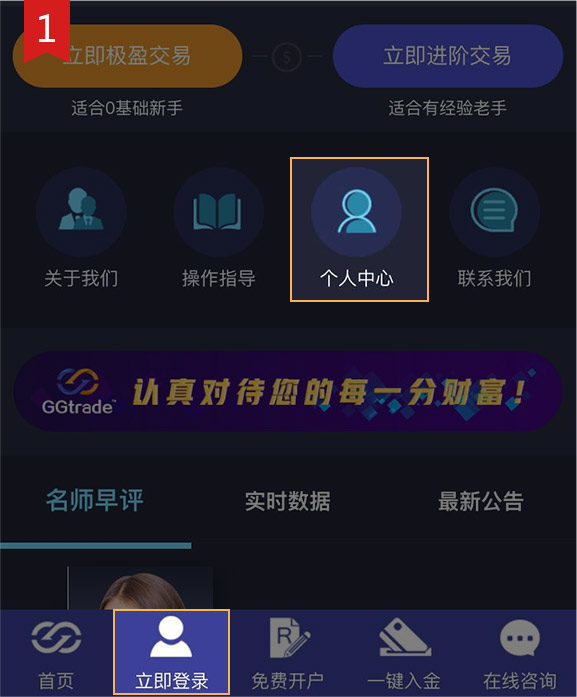 1
立即极盈交易
立即进阶交易
适合0基础新手
适合有经验老手
关于我们
操作指导
个人中心
联系我们
GGtrade™
认真对待您的每一分财富！
名师早评
实时数据
最新公告
首页
立即登录
R
免费开户
一键入金
在线咨询